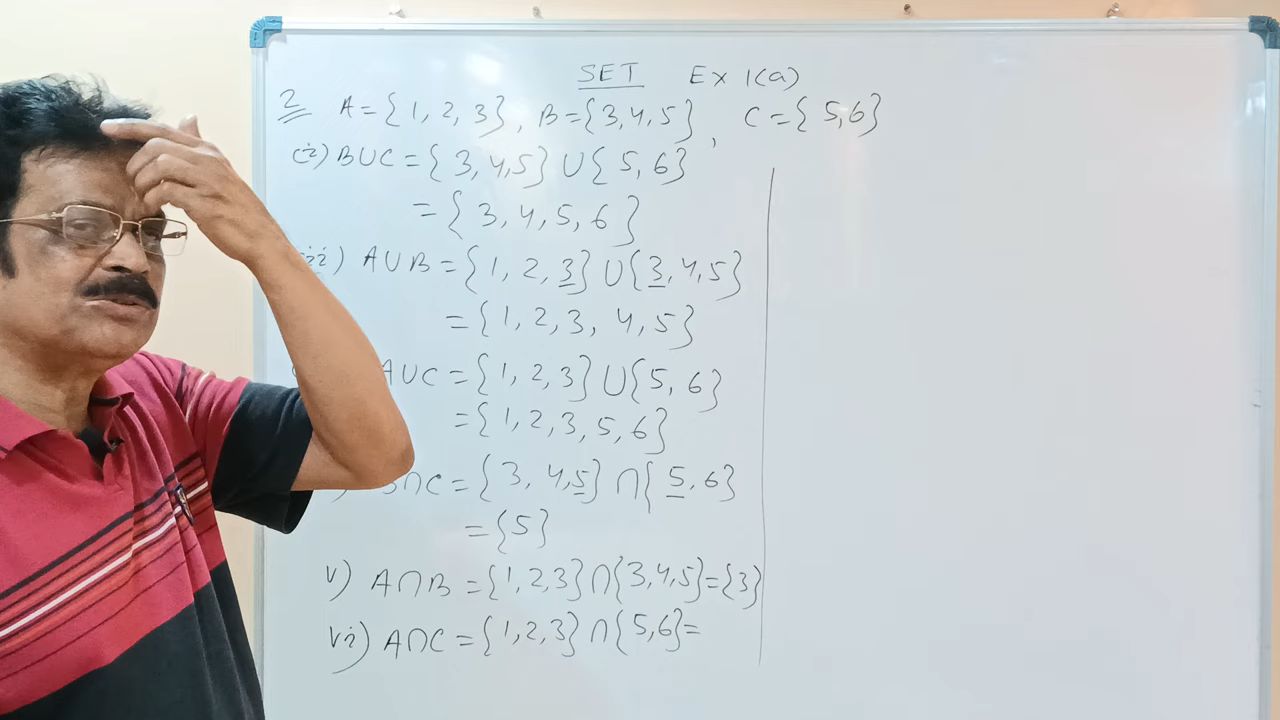 SET Ex 1(a)
2 A={1, 2, 3}, B={3,4,5}, C={5,6}
(i) B∪C={3, 4,5} ∪{5, 6}
={3, 4, 5, 6}
ii) A∪B={1, 2, 3} ∪{3, 4, 5}
={1, 2, 3, 4, 5}
A∪C={1, 2, 3} ∪{5, 6}
={1, 2, 3, 5, 6}
) B∩C={3, 4,5} ∩{5, 6}
={5}
v) A∩B={1,2,3}∩{3,4,5}={3}
vi) A∩C={1,2,3} ∩{5,6}=